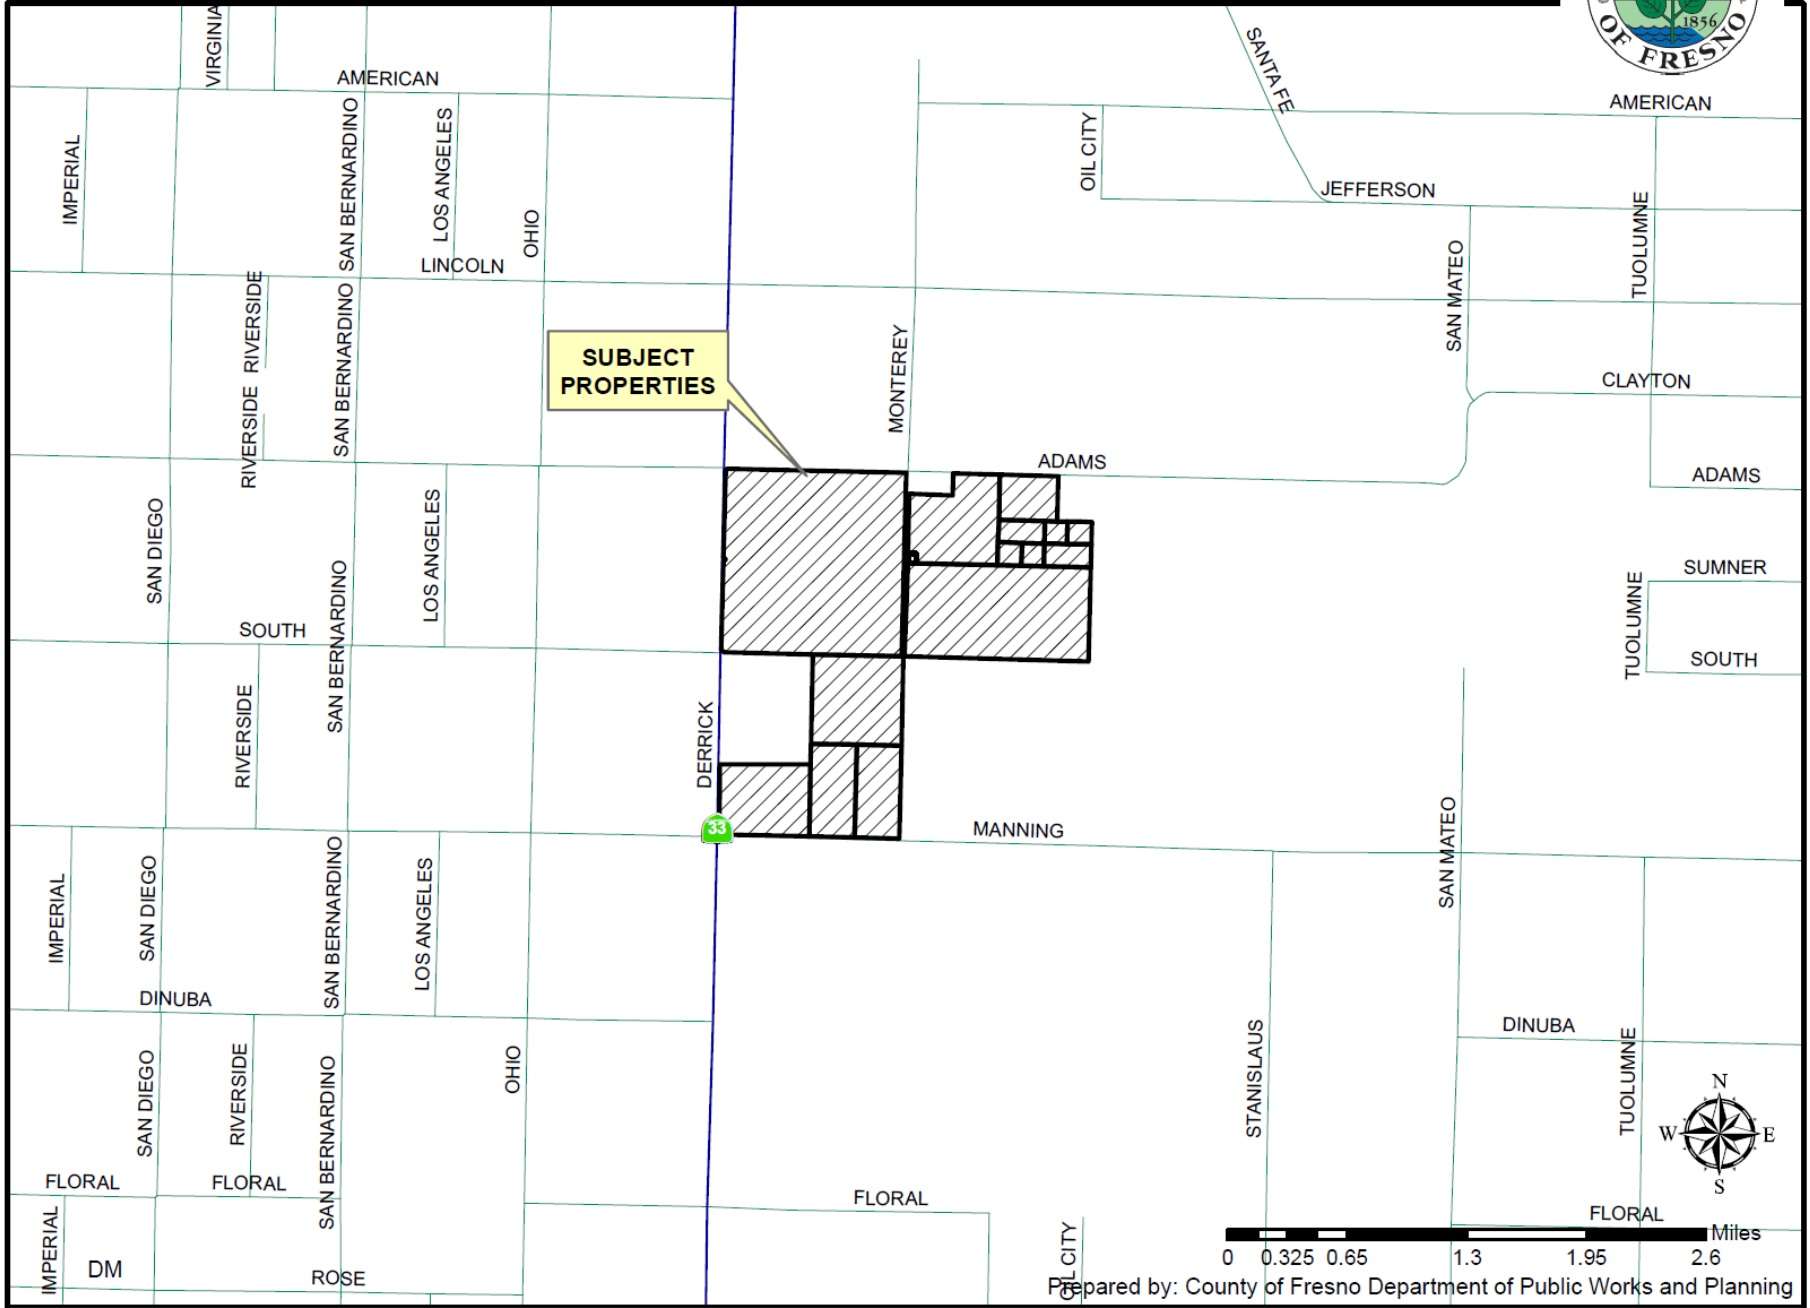 1856
OF FRESNO
VIRGINIA
SANTA FE
AMERICAN
AMERICAN
IMPERIAL
SAN BERNARDINO
LOS ANGELES
OIL CITY
JEFFERSON
OHIO
TUOLUMNE
SAN MATEO
LINCOLN
RIVERSIDE
SAN BERNARDINO
SUBJECT
PROPERTIES
MONTEREY
CLAYTON
RIVERSIDE
ADAMS
ADAMS
SAN DIEGO
LOS ANGELES
SUMNER
SAN BERNARDINO
TUOLUMNE
SOUTH
SOUTH
RIVERSIDE
DERRICK
33
MANNING
SAN MATEO
IMPERIAL
SAN DIEGO
SAN BERNARDINO
LOS ANGELES
DINUBA
DINUBA
STANISLAUS
TUOLUMNE
OHIO
SAN DIEGO
RIVERSIDE
SAN BERNARDINO
N
W
E
S
FLORAL
FLORAL
FLORAL
FLORAL
IMPERIAL
OIL CITY
Miles
0 0.325 0.65 1.3 1.95 2.6
DM
ROSE
Prepared by: County of Fresno Department of Public Works and Planning